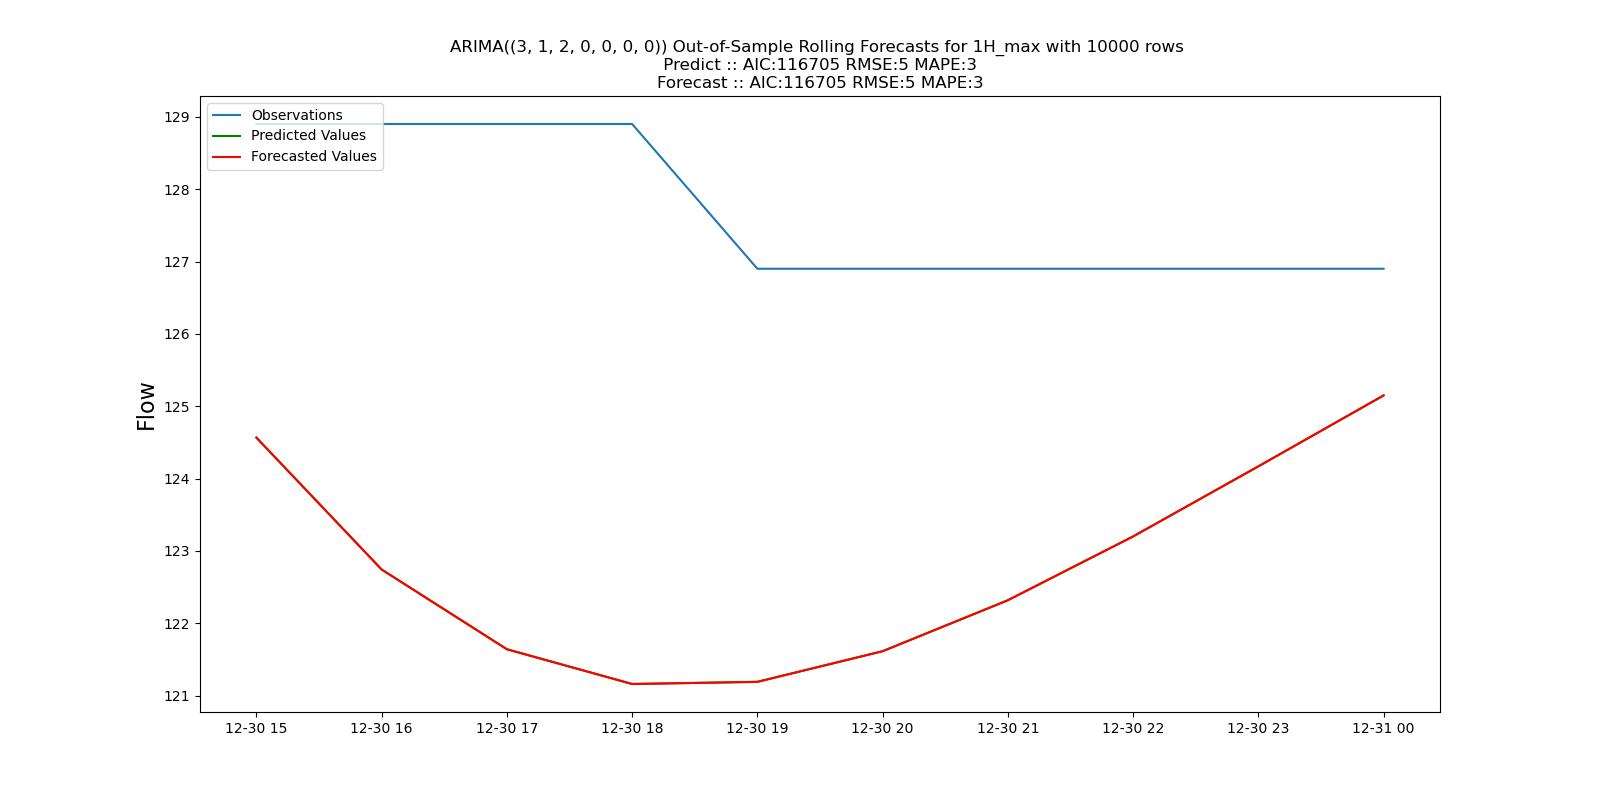 ARIMA((3, 1, 2, 0, 0, 0, 0)) Out-of-Sample Rolling Forecasts for 1H_max with 10000 rows
Predict :: AIC:116705 RMSE:5 MAPE:3
Forecast :: AIC:116705 RMSE:5 MAPE:3
Observations
Predicted Values
Forecasted Values
129
128
127
126
125
124
123
122
121
Flow
12-30 15 12-30 16 12-30 17 12-30 18 12-30 19 12-30 20 12-30 21 12-30 22 12-30 23 12-31 00